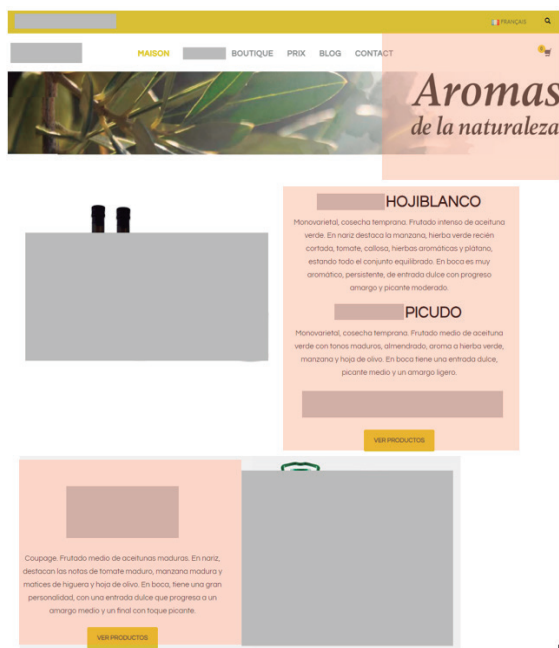 FRANÇAIS
MAISON BOUTIQUE PRIX BLOG CONTACT
0
Aromas
de la naturaleza
HOJIBLANCO
Monovarietal, cosecha temprana. Frutado intenso de aceituna
verde. En nariz destaca la manzana, hierba verde recién
cortada, tomate, alloza, hierbas aromáticas y plátano,
estando todo el conjunto equilibrado. En boca es muy
aromático, persistente, de entrada dulce con progreso
amargo y picante moderado.
PICUDO
Monovarietal, cosecha temprana. Frutado medio de aceituna
verde con tonos maduros, almendrado, aroma a hierba verde,
manzana y hoja de olivo. En boca tiene una entrada dulce,
picante medio y un amargo ligero.
VER PRODUCTOS
Coupage. Frutado medio de aceitunas maduras. En nariz,
destacan las notas de tomate maduro, manzana madura y
matices de higuera y hoja de olivo. En boca, tiene una gran
personalidad, con una entrada dulce que progresa a un
amargo medio y un final con toque picante.
VER PRODUCTOS